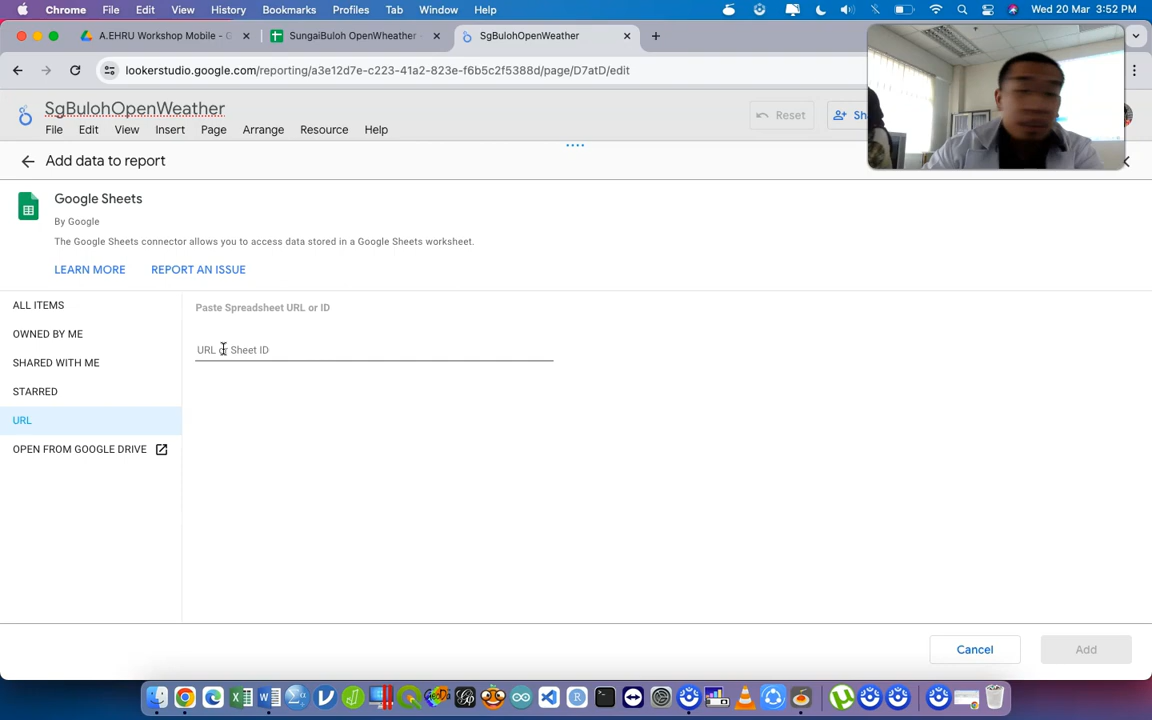 Chrome File Edit View History Bookmarks Profiles Tab Window Help Wed 20 Mar 3:52 PM
A.EHRU Workshop Mobile - G
SungaiBuloh OpenWheather -
SgBulohOpenWeather
lookerstudio.google.com/reporting/a3e12d7e-c223-41a2-823e-f6b5c2f5388d/page/D7atD/edit
SgBulohOpenWeather
Reset
Sh
File Edit View Insert Page Arrange Resource Help
Add data to report
Google Sheets
By Google
The Google Sheets connector allows you to access data stored in a Google Sheets worksheet.
LEARN MORE REPORT AN ISSUE
ALL ITEMS
OWNED BY ME
SHARED WITH ME
STARRED
URL
OPEN FROM GOOGLE DRIVE
Paste Spreadsheet URL or ID
URL or Sheet ID
Cancel
Add